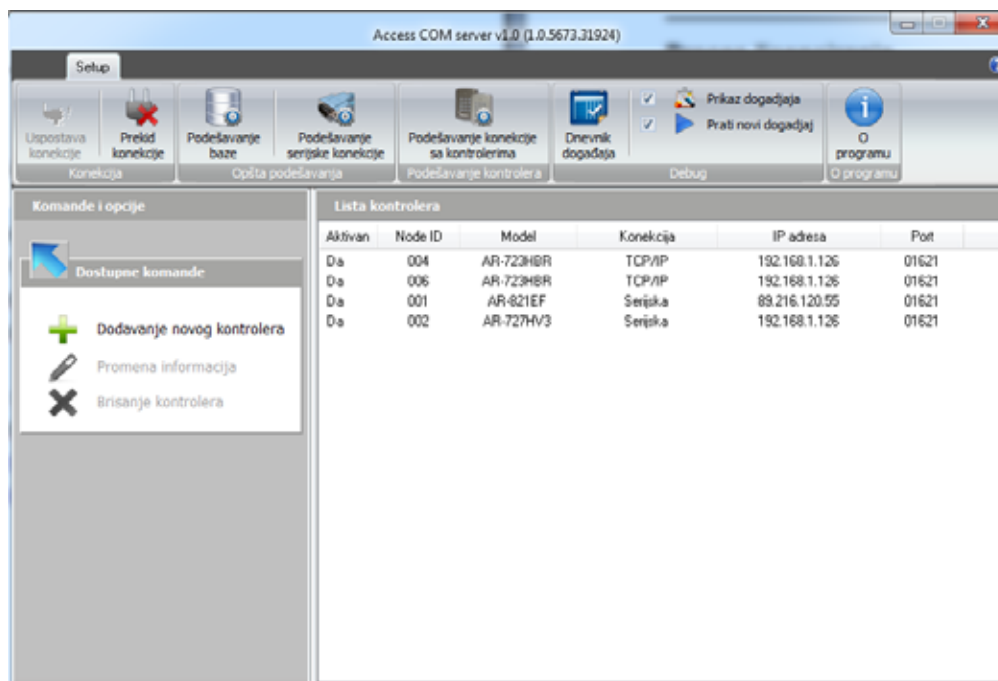 Access COM server v1.0 (1.0.5673.31924)
Setup
Uspostava konekcije
Prekid konekcije
Podešavanje baze
Podešavanje serijske konekcije
Podešavanje konekcije sa kontrolerima
Dnevnik događaja
Prikaz dogadjaja
Prati novi dogadjaj
O programu
Konekcija
Opšta podešavanja
Podešavanje kontrolera
Debug
O programu
Komande i opcije
Lista kontrolera
Dostupne komande
Dodavanje novog kontrolera
Promena informacija
Brisanje kontrolera
Aktivan Node ID Model Konekcija IP adresa Port
Da 004 AR-723HBR TCP/IP 192.168.1.126 01621
Da 006 AR-723HBR TCP/IP 192.168.1.126 01621
Da 001 AR-821EF Serijska 89.216.120.55 01621
Da 002 AR-727HV3 Serijska 192.168.1.126 01621